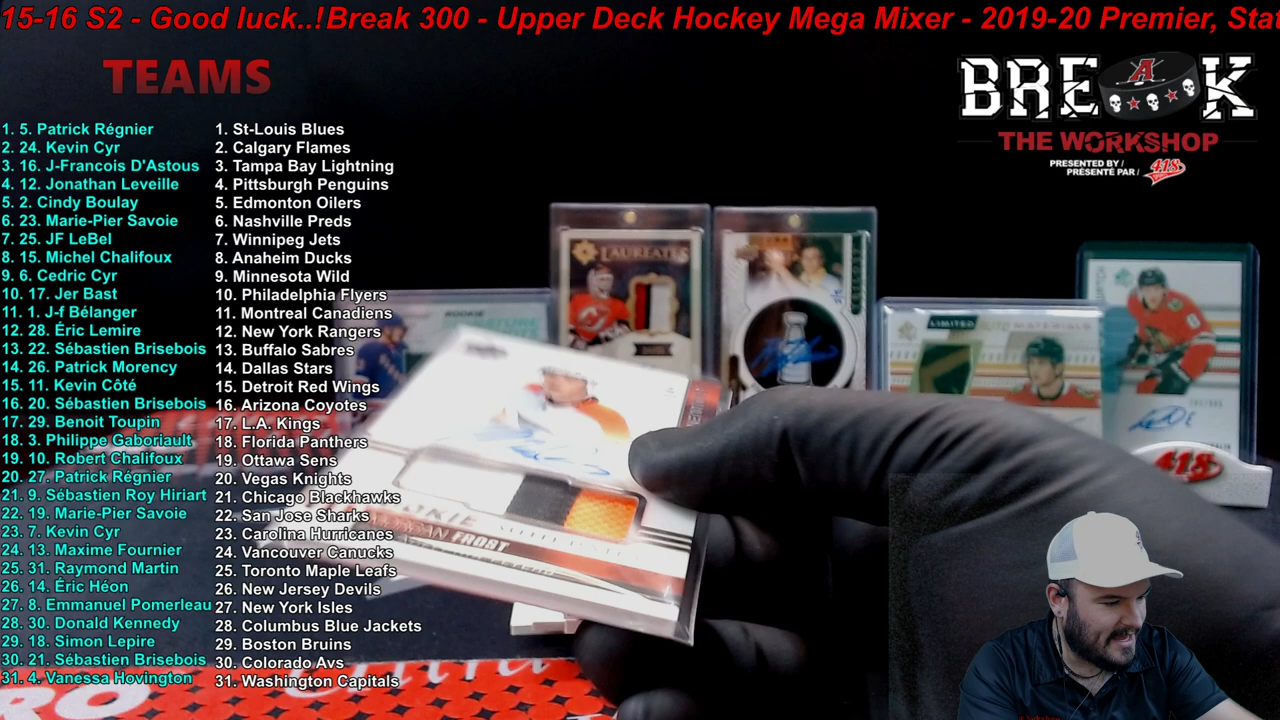 15-16 S2 - Good luck..!Break 300 - Upper Deck Hockey Mega Mixer - 2019-20 Premier, Sta
TEAMS
BREAK
A
THE WORKSHOP
PRESENTED BY /
PRÉSENTÉ PAR /
418
1. 5. Patrick Régnier
2. 24. Kevin Cyr
3. 16. J-Francois D'Astous
4. 12. Jonathan Leveille
5. 2. Cindy Boulay
6. 23. Marie-Pier Savoie
7. 25. JF LeBel
8. 15. Michel Chalifoux
9. 6. Cedric Cyr
10. 17. Jer Bast
11. 1. J-f Bélanger
12. 28. Éric Lemire
13. 22. Sébastien Brisebois
14. 26. Patrick Morency
15. 11. Kevin Côté
16. 20. Sébastien Brisebois
17. 29. Benoit Toupin
18. 3. Philippe Gaboriault
19. 10. Robert Chalifoux
20. 27. Patrick Régnier
21. 9. Sébastien Roy Hiriart
22. 19. Marie-Pier Savoie
23. 7. Kevin Cyr
24. 13. Maxime Fournier
25. 31. Raymond Martin
26. 14. Éric Héon
27. 8. Emmanuel Pomerleau
28. 30. Donald Kennedy
29. 18. Simon Lepire
30. 21. Sébastien Brisebois
31. 4. Vanessa Hovington
1. St-Louis Blues
2. Calgary Flames
3. Tampa Bay Lightning
4. Pittsburgh Penguins
5. Edmonton Oilers
6. Nashville Preds
7. Winnipeg Jets
8. Anaheim Ducks
9. Minnesota Wild
10. Philadelphia Flyers
11. Montreal Canadiens
12. New York Rangers
13. Buffalo Sabres
14. Dallas Stars
15. Detroit Red Wings
16. Arizona Coyotes
17. L.A. Kings
18. Florida Panthers
19. Ottawa Sens
20. Vegas Knights
21. Chicago Blackhawks
22. San Jose Sharks
23. Carolina Hurricanes
24. Vancouver Canucks
25. Toronto Maple Leafs
26. New Jersey Devils
27. New York Isles
28. Columbus Blue Jackets
29. Boston Bruins
30. Colorado Avs
31. Washington Capitals
LAUREATES
LIMITED
MATERIALS
FROST
418